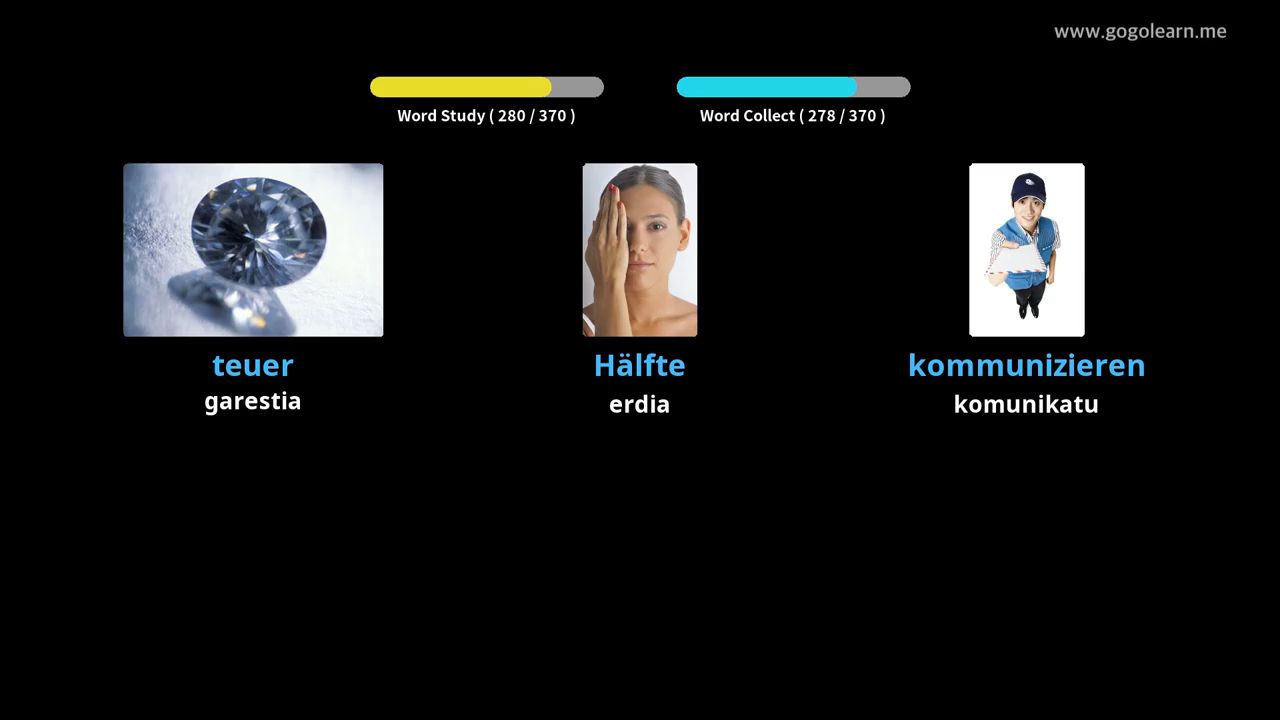 www.gogolearn.me
Word Study ( 280 / 370 )
Word Collect ( 278 / 370 )
teuer
garestia
Hälfte
erdia
kommunizieren
komunikatu